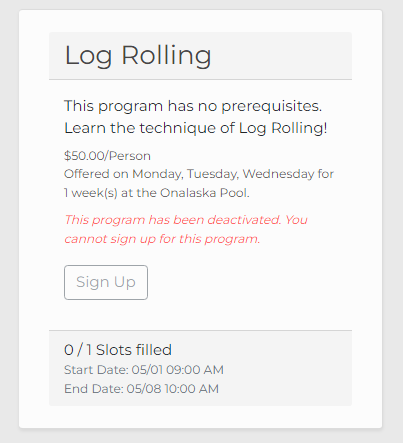 Log Rolling
This program has no prerequisites.
Learn the technique of Log Rolling!
$50.00/Person
Offered on Monday, Tuesday, Wednesday for
1 week(s) at the Onalaska Pool.
This program has been deactivated. You
cannot sign up for this program.
Sign Up
0 / 1 Slots filled
Start Date: 05/01 09:00 AM
End Date: 05/08 10:00 AM